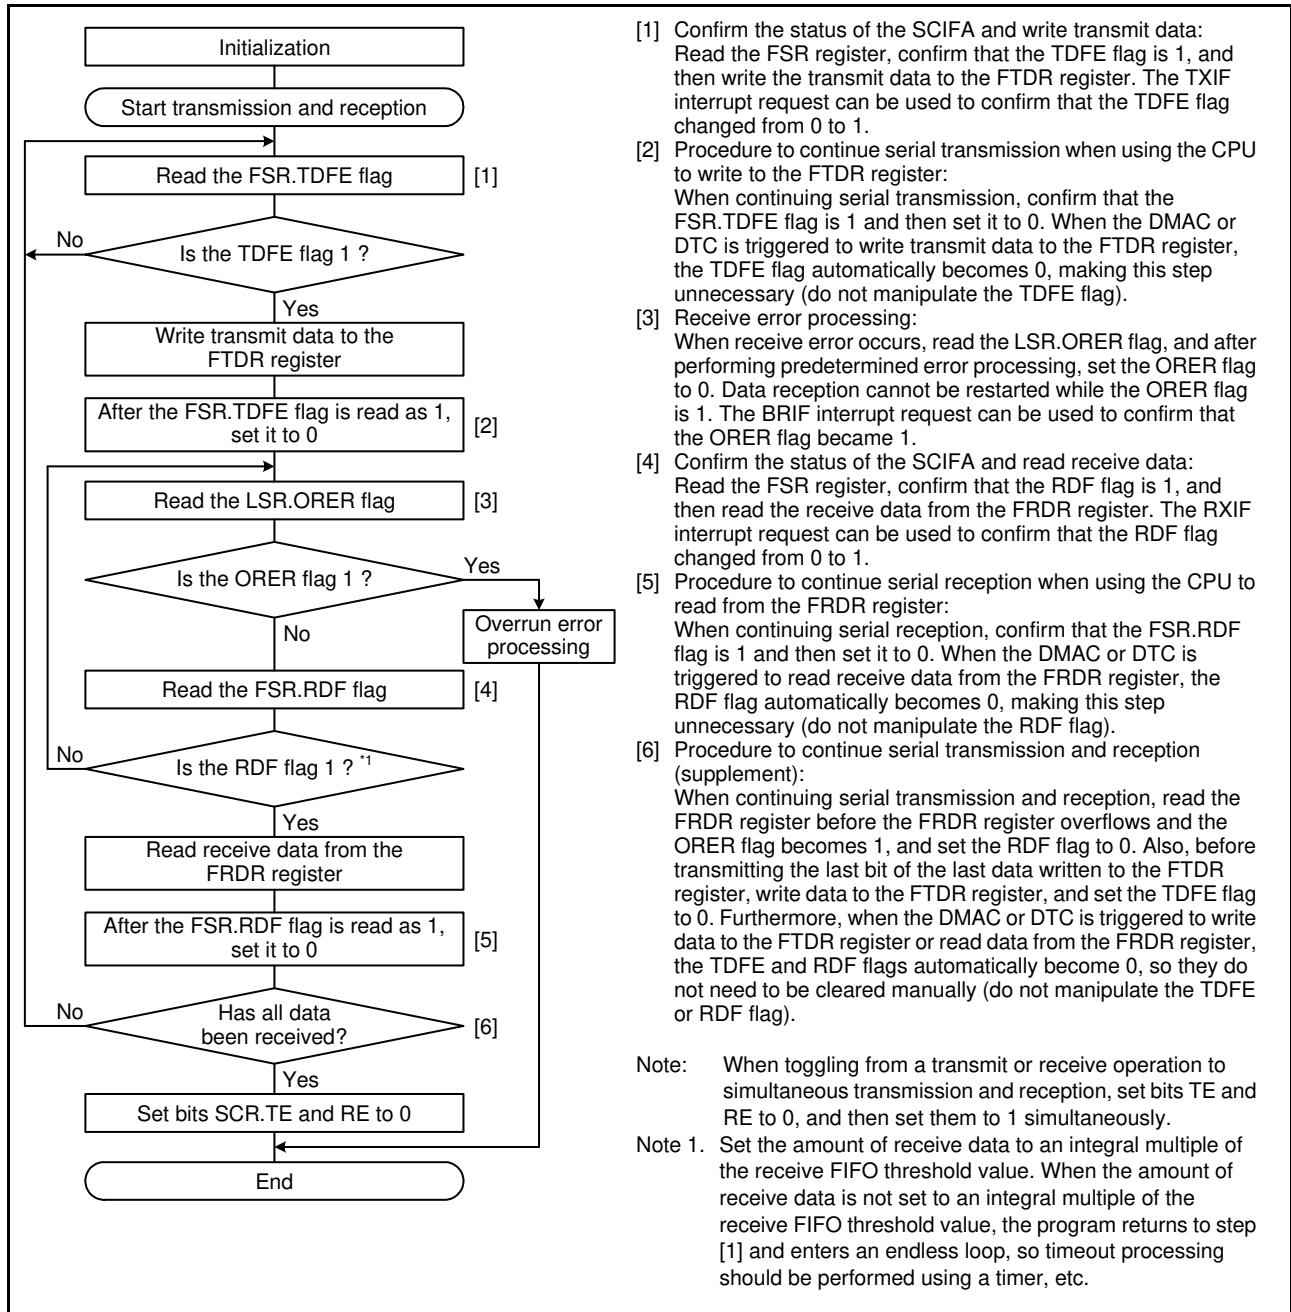 Initialization
Start transmission and reception
Read the FSR.TDFE flag
[1]
No
Is the TDFE flag 1 ?
Yes
Write transmit data to the
FTDR register
After the FSR.TDFE flag is read as 1,
set it to 0
[2]
Read the LSR.ORER flag
[3]
Is the ORER flag 1 ?
Yes
Overrun error
processing
No
Read the FSR.RDF flag
[4]
No
Is the RDF flag 1 ? *1
Yes
Read receive data from the
FRDR register
After the FSR.RDF flag is read as 1,
set it to 0
[5]
No
Has all data
been received?
[6]
Yes
Set bits SCR.TE and RE to 0
End
[1] Confirm the status of the SCIFA and write transmit data:
Read the FSR register, confirm that the TDFE flag is 1, and
then write the transmit data to the FTDR register. The TXIF
interrupt request can be used to confirm that the TDFE flag
changed from 0 to 1.
[2] Procedure to continue serial transmission when using the CPU
to write to the FTDR register:
When continuing serial transmission, confirm that the
FSR.TDFE flag is 1 and then set it to 0. When the DMAC or
DTC is triggered to write transmit data to the FTDR register,
the TDFE flag automatically becomes 0, making this step
unnecessary (do not manipulate the TDFE flag).
[3] Receive error processing:
When receive error occurs, read the LSR.ORER flag, and after
performing predetermined error processing, set the ORER flag
to 0. Data reception cannot be restarted while the ORER flag
is 1. The BRIF interrupt request can be used to confirm that
the ORER flag became 1.
[4] Confirm the status of the SCIFA and read receive data:
Read the FSR register, confirm that the RDF flag is 1, and
then read the receive data from the FRDR register. The RXIF
interrupt request can be used to confirm that the RDF flag
changed from 0 to 1.
[5] Procedure to continue serial reception when using the CPU to
read from the FRDR register:
When continuing serial reception, confirm that the FSR.RDF
flag is 1 and then set it to 0. When the DMAC or DTC is
triggered to read receive data from the FRDR register, the
RDF flag automatically becomes 0, making this step
unnecessary (do not manipulate the RDF flag).
[6] Procedure to continue serial transmission and reception
(supplement):
When continuing serial transmission and reception, read the
FRDR register before the FRDR register overflows and the
ORER flag becomes 1, and set the RDF flag to 0. Also, before
transmitting the last bit of the last data written to the FTDR
register, write data to the FTDR register, and set the TDFE flag
to 0. Furthermore, when the DMAC or DTC is triggered to write
data to the FTDR register or read data from the FRDR register,
the TDFE and RDF flags automatically become 0, so they do
not need to be cleared manually (do not manipulate the TDFE
or RDF flag).
Note: When toggling from a transmit or receive operation to
simultaneous transmission and reception, set bits TE and
RE to 0, and then set them to 1 simultaneously.
Note 1. Set the amount of receive data to an integral multiple of
the receive FIFO threshold value. When the amount of
receive data is not set to an integral multiple of the
receive FIFO threshold value, the program returns to step
[1] and enters an endless loop, so timeout processing
should be performed using a timer, etc.